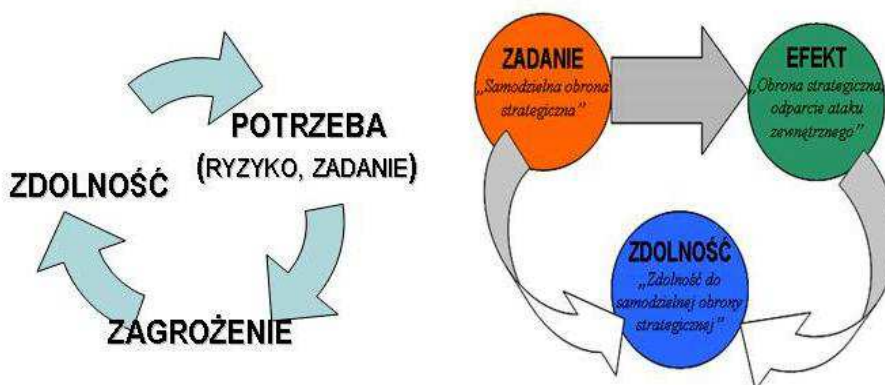 POTRZEBA
(RYZYKO, ZADANIE)
ZDOLNOŚĆ
ZAGROŻENIE
ZADANIE
„Samodzielna obrona
strategiczna”
EFEKT
„Obrona strategiczna,
odparcie ataku
zewnętrznego”
ZDOLNOŚĆ
„Zdolność do
samodzielnej obrony
strategicznej”